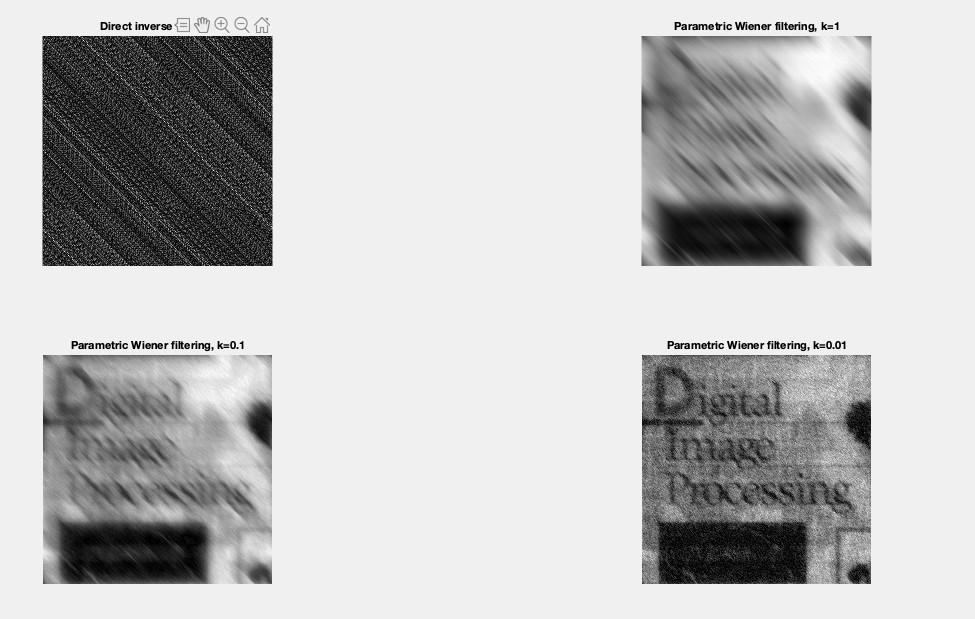 Direct inverse
Parametric Wiener filtering, k=1
Parametric Wiener filtering, k=0.1
Digital
Image
Processing
Parametric Wiener filtering, k=0.01
Digital
Image
Processing